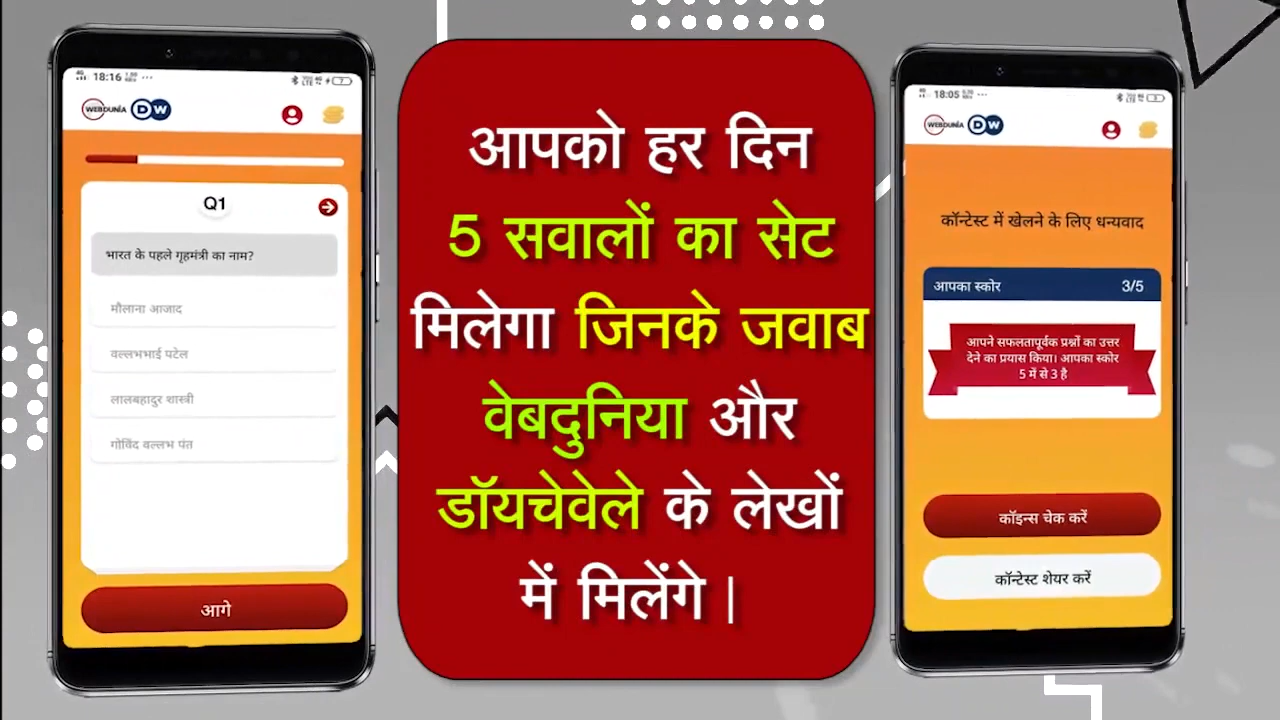 18:16
WEBDUNIA DW
Q1
भारत के पहले गृहमंत्री का नाम?
मौलाना आजाद
वल्लभभाई पटेल
लालबहादुर शास्त्री
गोविंद वल्लभ पंत
आगे
आपको हर दिन
5 सवालों का सेट
मिलेगा जिनके जवाब
वेबदुनिया और
डॉयचेवेले के लेखों
में मिलेंगे |
18:05
WEBDUNIA DW
कॉन्टेस्ट में खेलने के लिए धन्यवाद
आपका स्कोर 3/5
आपने सफलतापूर्वक प्रश्नों का उत्तर
देने का प्रयास किया। आपका स्कोर
5 में से 3 है
कॉइन्स चेक करें
कॉन्टेस्ट शेयर करें